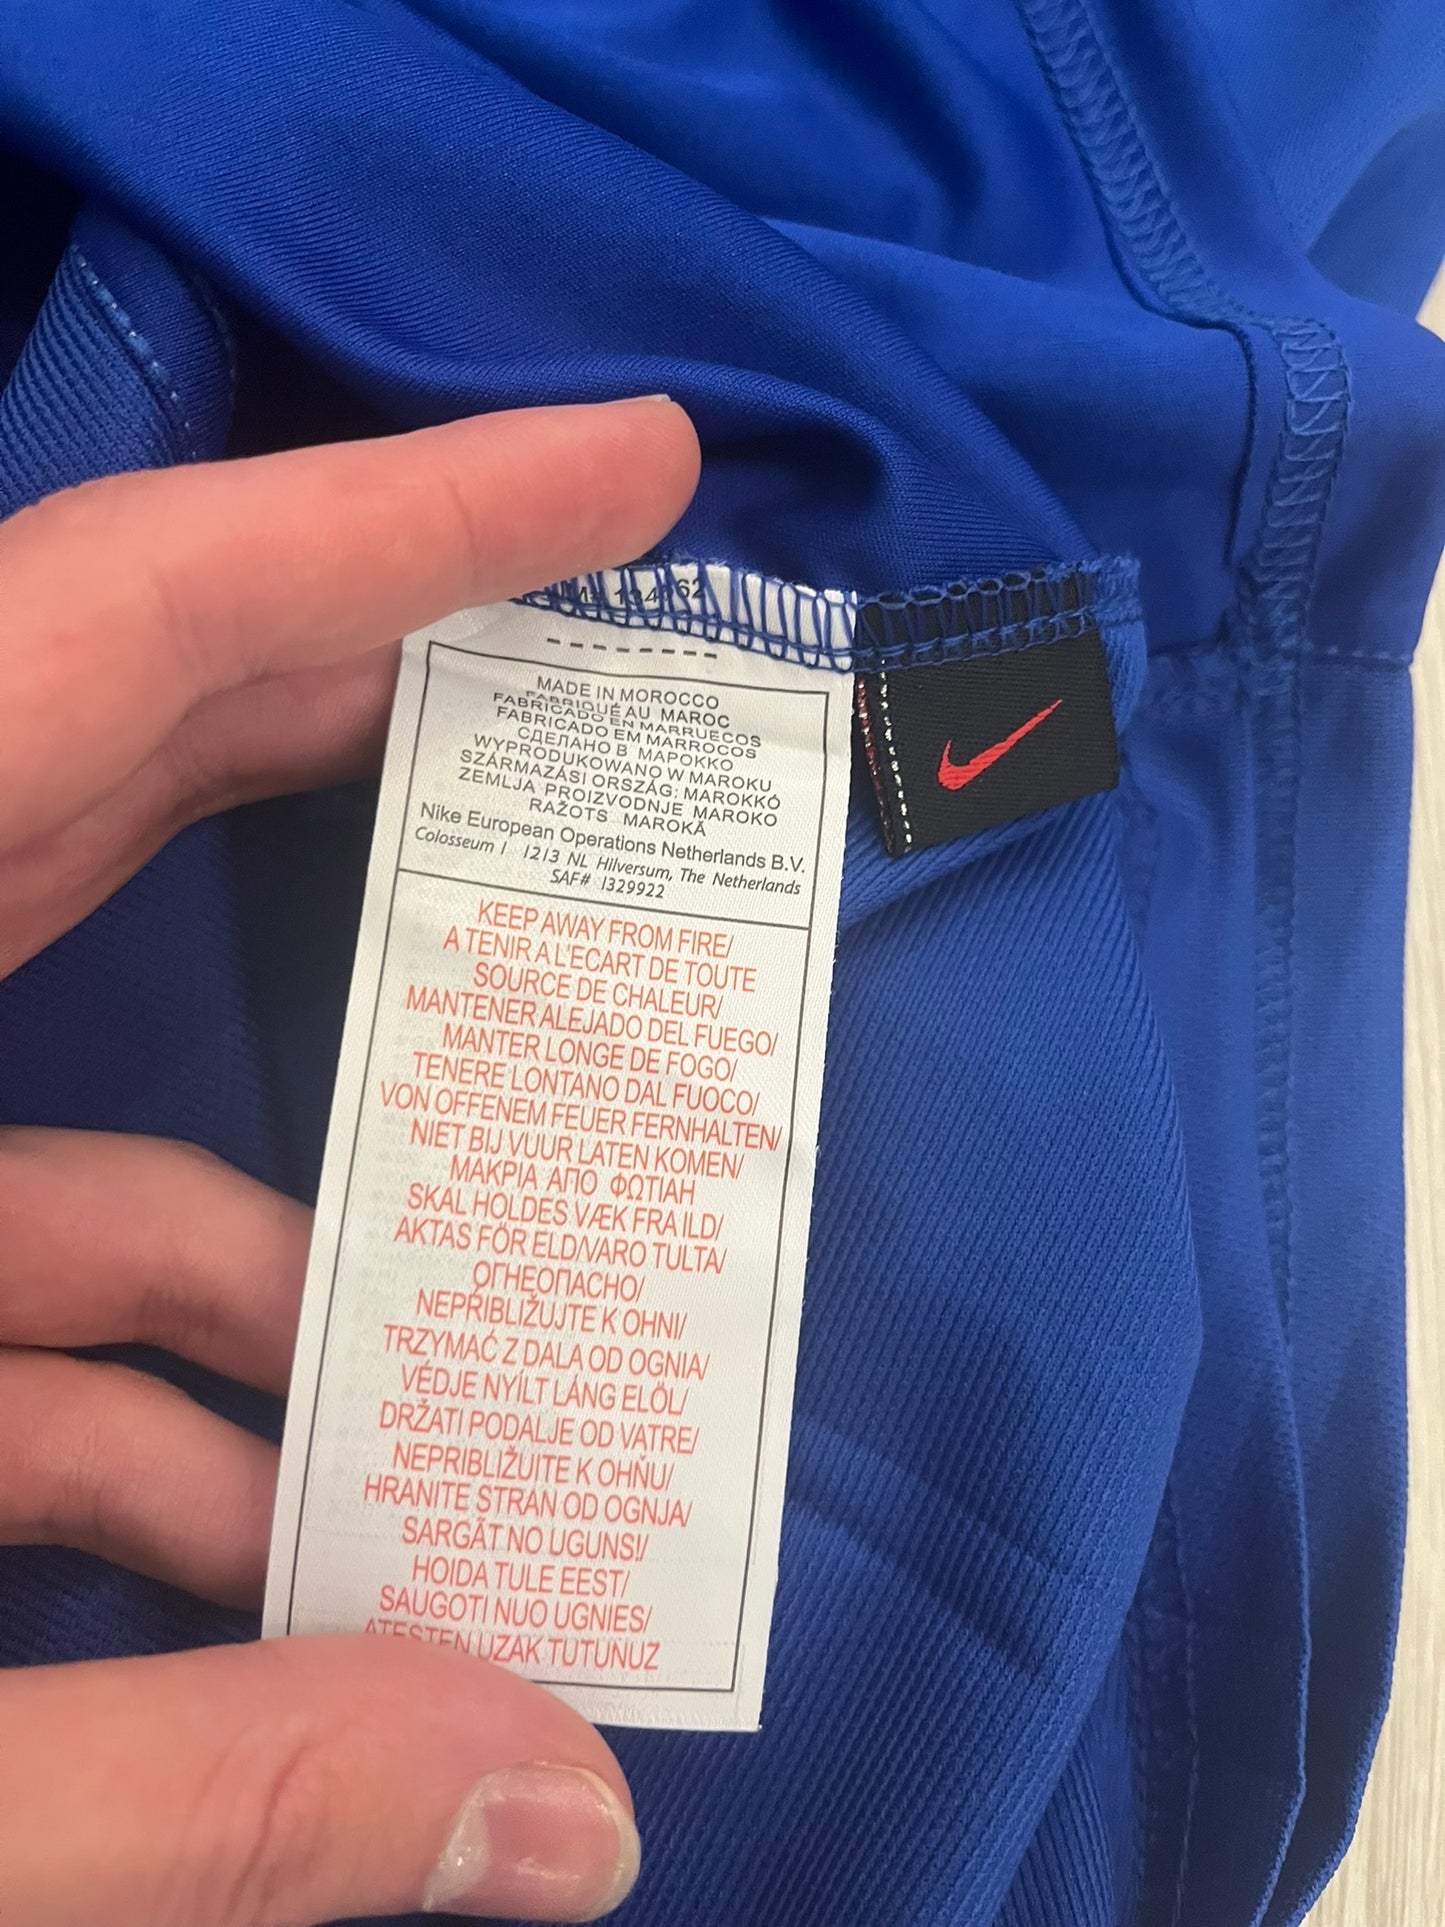 MADE IN MOROCCO
FABRIQUÉ AU MAROC
FABRICADO EN MARRUECOS
FABRICADO EM MARROCOS
СДЕЛАНО В МАРОККО
WYPRODUKOWANO W MAROKU
SZÁRMAZÁSI ORSZÁG: MAROKKÓ
ZEMLJA PROIZVODNJE MAROKO
RAŽOTS MAROKĀ
Nike European Operations Netherlands B.V.
Colosseum 1 1213 NL Hilversum, The Netherlands
SAF# 1329922
KEEP AWAY FROM FIRE/
A TENIR A L'ECART DE TOUTE
SOURCE DE CHALEUR/
MANTENER ALEJADO DEL FUEGO/
MANTER LONGE DE FOGO/
TENERE LONTANO DAL FUOCO/
VON OFFENEM FEUER FERNHALTEN/
NIET BIJ VUUR LATEN KOMEN/
ΜΑΚΡΙΑ ΑΠΟ ΦΩΤΙΑΗ
SKAL HOLDES VÆK FRA ILD/
AKTAS FÖR ELD/VARO TULTA/
ОГНЕОПАСНО/
NEPŘIBLIŽUJTE K OHNI/
TRZYMAĆ Z DALA OD OGNIA/
VÉDJE NYÍLT LÁNG ELÖL/
DRŽATI PODALJE OD VATRE/
NEPRIBLIŽUITE K OHŇU/
HRANITE STRAN OD OGNJA/
SARGĀT NO UGUNS!/
HOIDA TULE EEST/
SAUGOTI NUO UGNIES/
ATESTEN UZAK TUTUNUZ